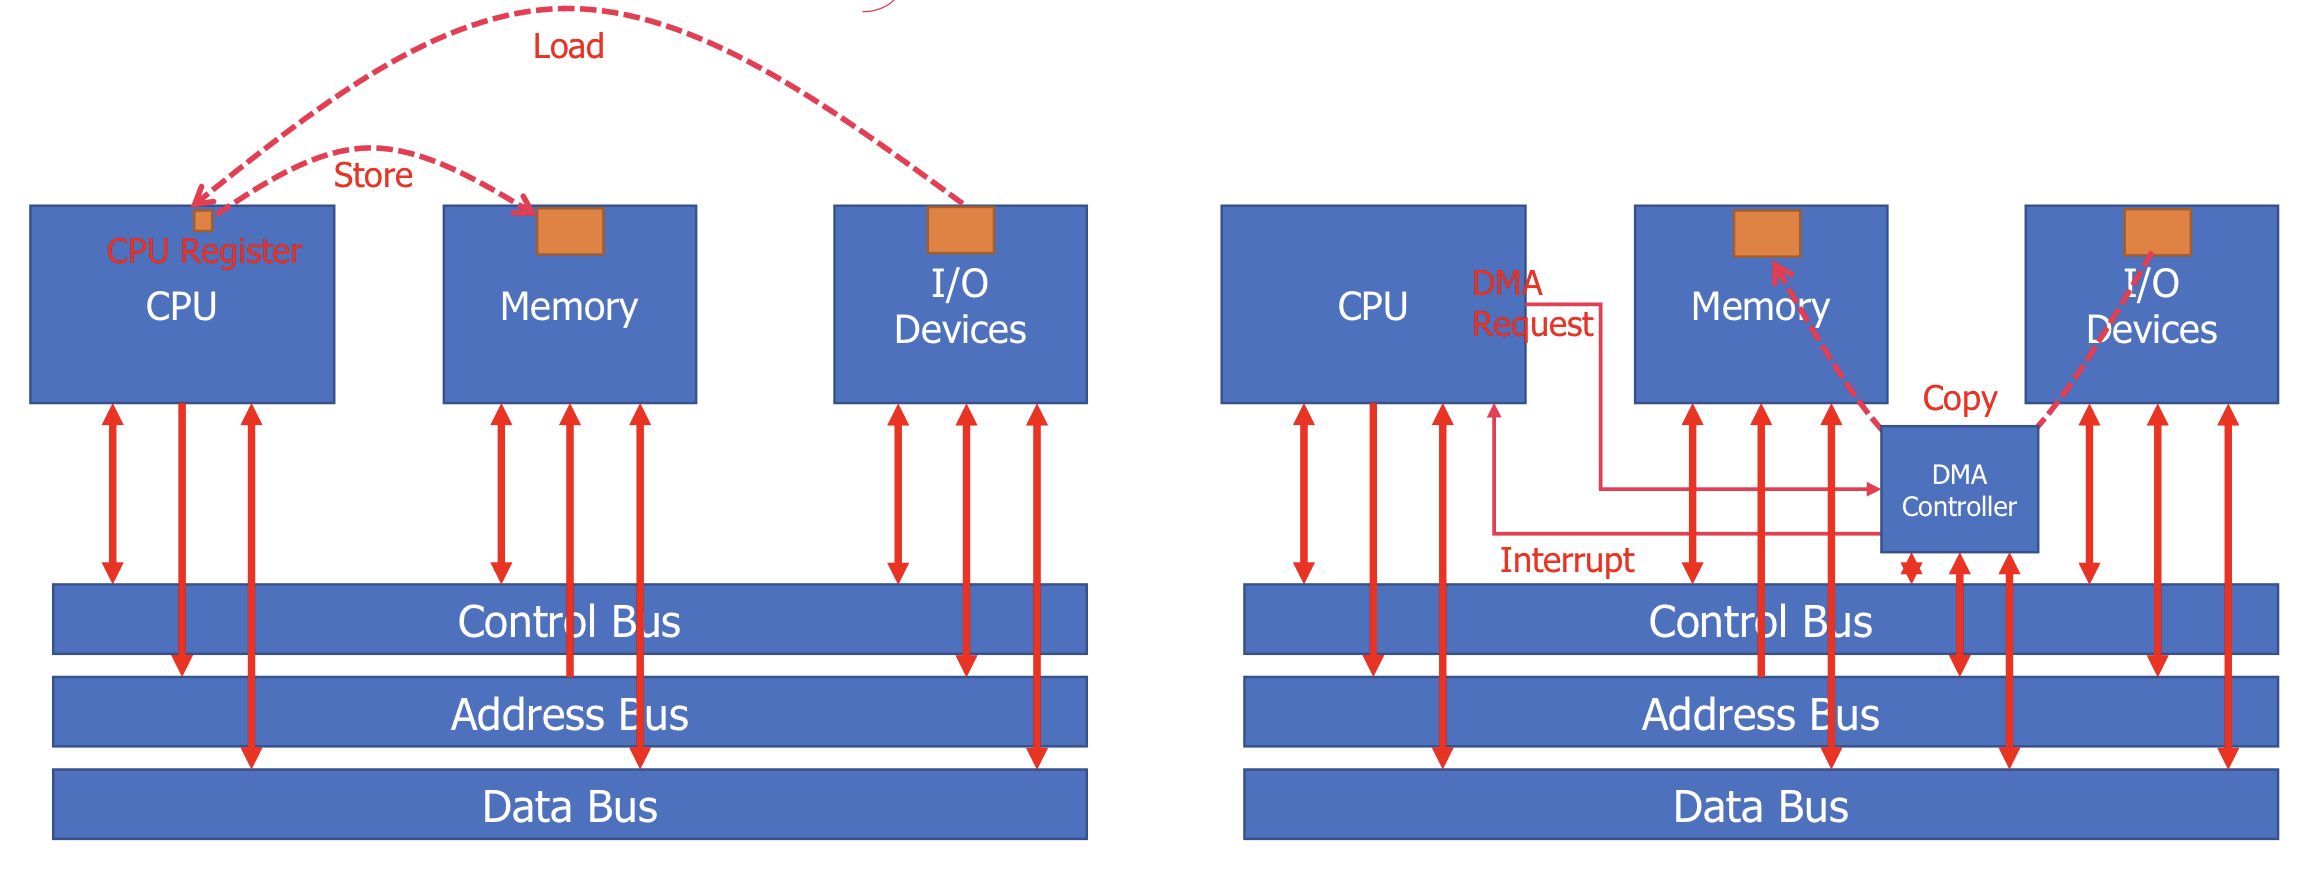 Load
Store
CPU Register
CPU
Memory
I/O
Devices
Control Bus
Address Bus
Data Bus
CPU
DMA
Request
Memory
I/O
Devices
Copy
DMA
Controller
Interrupt
Control Bus
Address Bus
Data Bus